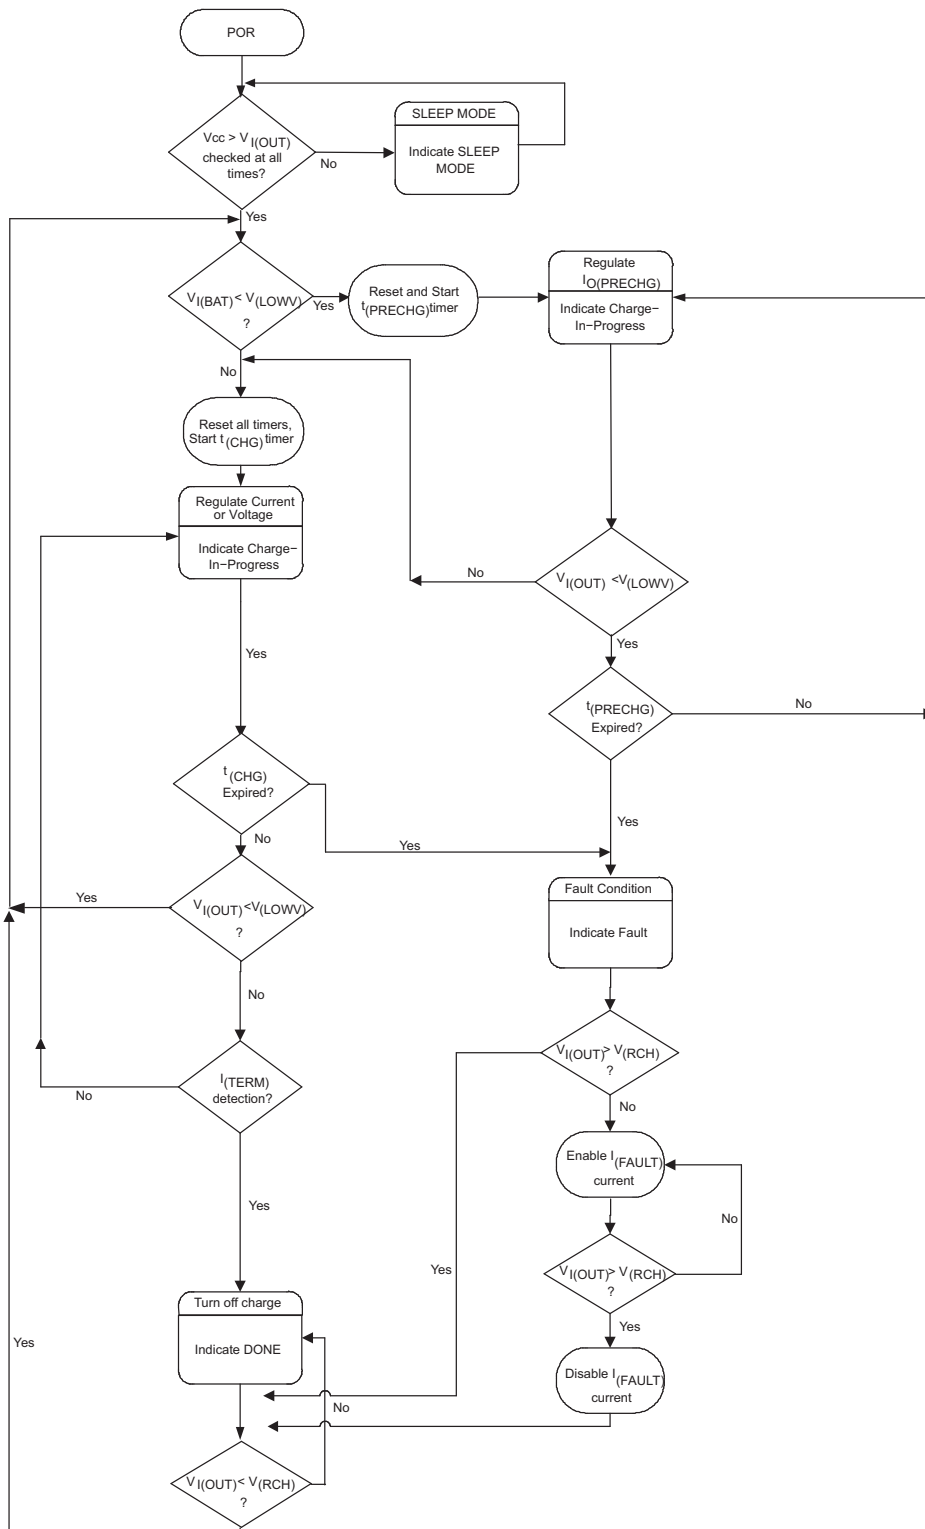 POR
Vcc > V I(OUT)
checked at all
times?
No
SLEEP MODE
Indicate SLEEP
MODE
Yes
V I(BAT) < V (LOWV)
?
Yes
Reset and Start
t (PRECHG) timer
Regulate
I O(PRECHG)
Indicate Charge−
In−Progress
No
Reset all timers,
Start t (CHG) timer
Regulate Current
or Voltage
Indicate Charge−
In−Progress
V I(OUT) < V (LOWV)
No
Yes
Yes
t (PRECHG)
Expired?
No
Yes
t (CHG)
Expired?
Yes
No
V I(OUT) < V (LOWV)
?
Yes
No
Fault Condition
Indicate Fault
V I(OUT) > V (RCH)
?
Yes
No
I (TERM)
detection?
No
Yes
Enable I (FAULT)
current
No
V I(OUT) > V (RCH)
?
Yes
Turn off charge
Indicate DONE
Yes
Disable I (FAULT)
current
No
V I(OUT) < V (RCH)
?